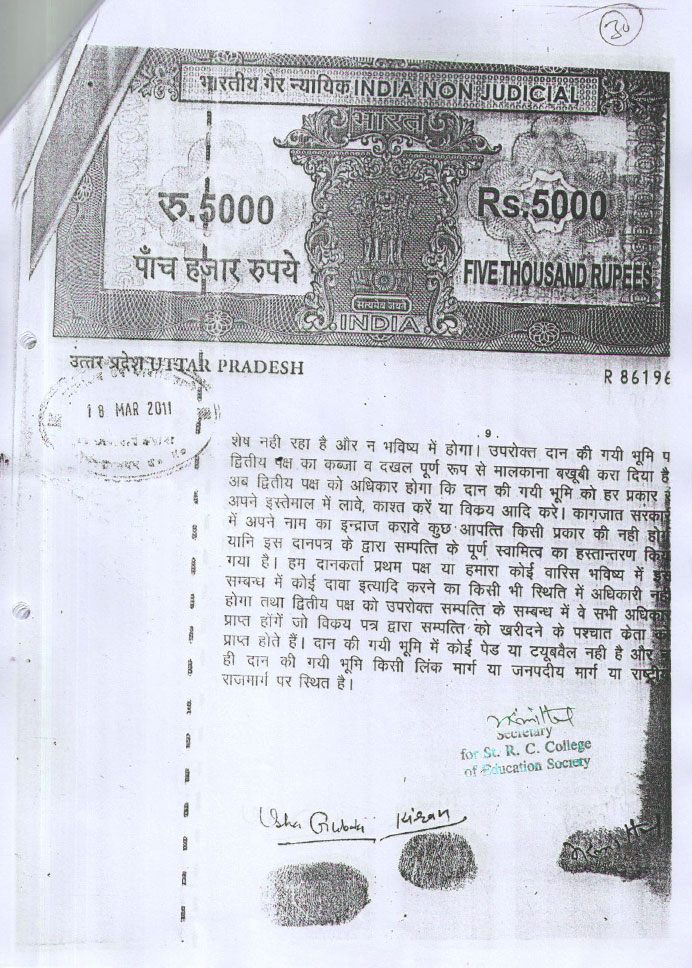 30
भारतीय गैर न्यायिक INDIA NON JUDICIAL
भारत
रु.5000
Rs.5000
पाँच हजार रुपये
FIVE THOUSAND RUPEES
सत्यमेव जयते
INDIA
उत्तर प्रदेश UTTAR PRADESH
R 86196
18 MAR 2011
9
शेष नही रहा है और न भविष्य में होगा। उपरोक्त दान की गयी भूमि प
द्वितीय पक्ष का कब्जा व दखल पूर्ण रूप से मालकाना बखूबी करा दिया है
अब द्वितीय पक्ष को अधिकार होगा कि दान की गयी भूमिं को हर प्रकार
अपने इस्तेमाल में लावे, काश्त करें या विक्रय आदि करे। कागजात सरका
में अपने नाम का इन्द्राज करावे कुछ आपत्ति किसी प्रकार की नही हो
यानि इस दानपत्र के द्वारा सम्पत्ति के पूर्ण स्वामित्व का हस्तान्तरण कि
गया है। हम दानकर्ता प्रथम पक्ष या हमारा कोई वारिस भविष्य में
सम्बन्ध में कोई दावा इत्यादि करने का किसी भी स्थिति में अधिकारी नही
होगा तथा द्वितीय पक्ष को उपरोक्त सम्पत्ति के सम्बन्ध में वे सभी अधिका
प्राप्त होंगें जो विक्रय पत्र द्वारा सम्पत्ति को खरीदने के पश्चात क्रेता
प्राप्त होते हैं। दान की गयी भूमि में कोई पेड या टयूबवैल नही है और
ही दान की गयी भूमि किसी लिंक मार्ग या जनपदीय मार्ग या राष्ट्री
राजमार्ग पर स्थित है।
Secretary
for St. R. C. College
of Education Society
Usha
Kiran